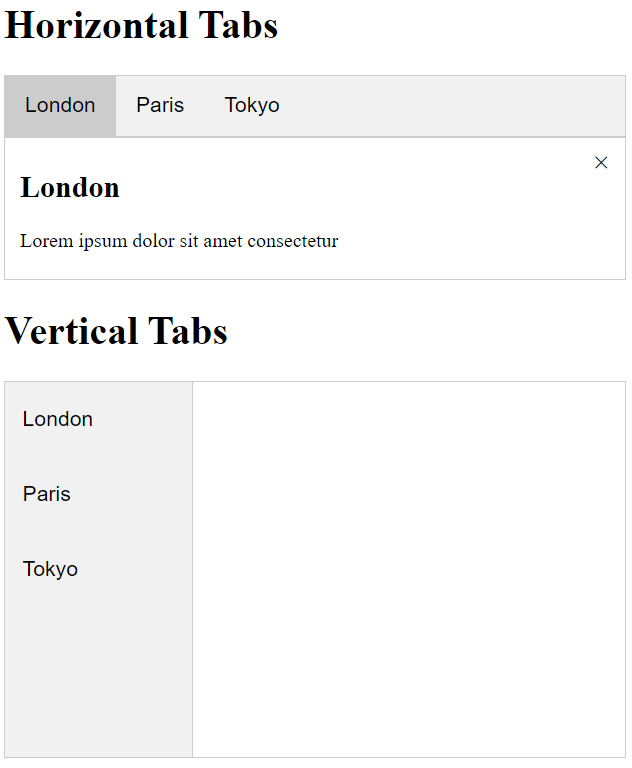 Horizontal Tabs
London Paris Tokyo
London
Lorem ipsum dolor sit amet consectetur
Vertical Tabs
London
Paris
Tokyo